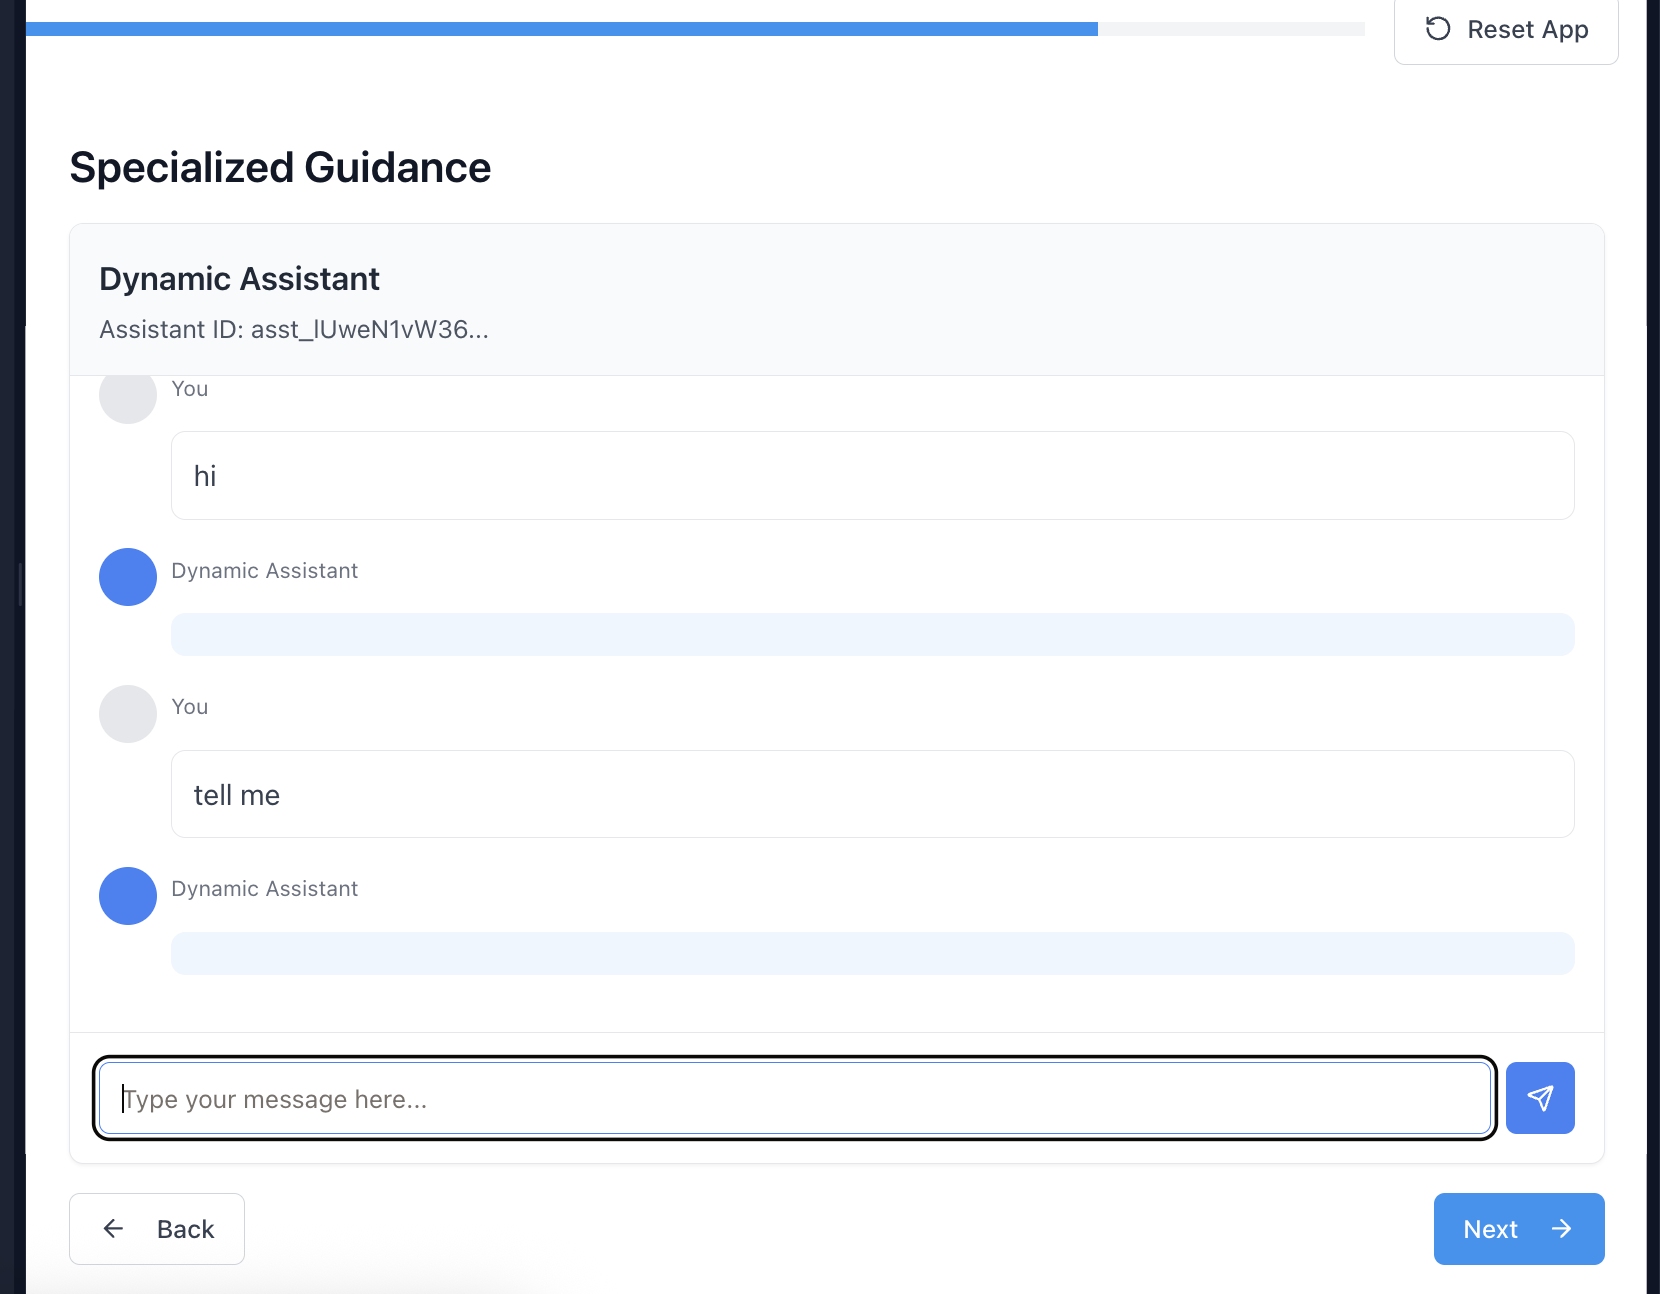 Reset App
Specialized Guidance
Dynamic Assistant
Assistant ID: asst_lUweN1vW36...
You
hi
Dynamic Assistant
You
tell me
Dynamic Assistant
Type your message here...
Back
Next